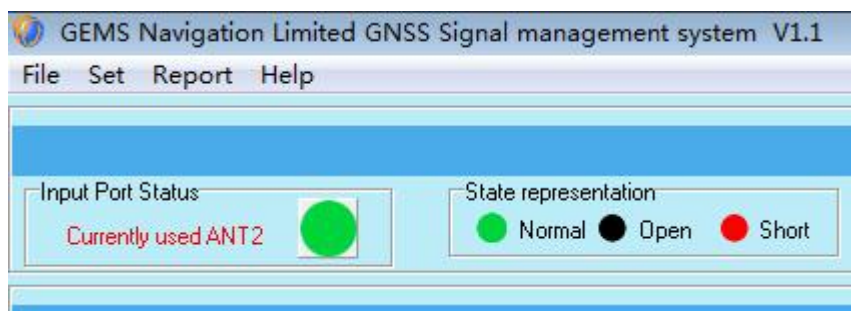 GEMS Navigation Limited GNSS Signal management system V1.1
File Set Report Help
Input Port Status
Currently used ANT2
State representation
Normal Open Short